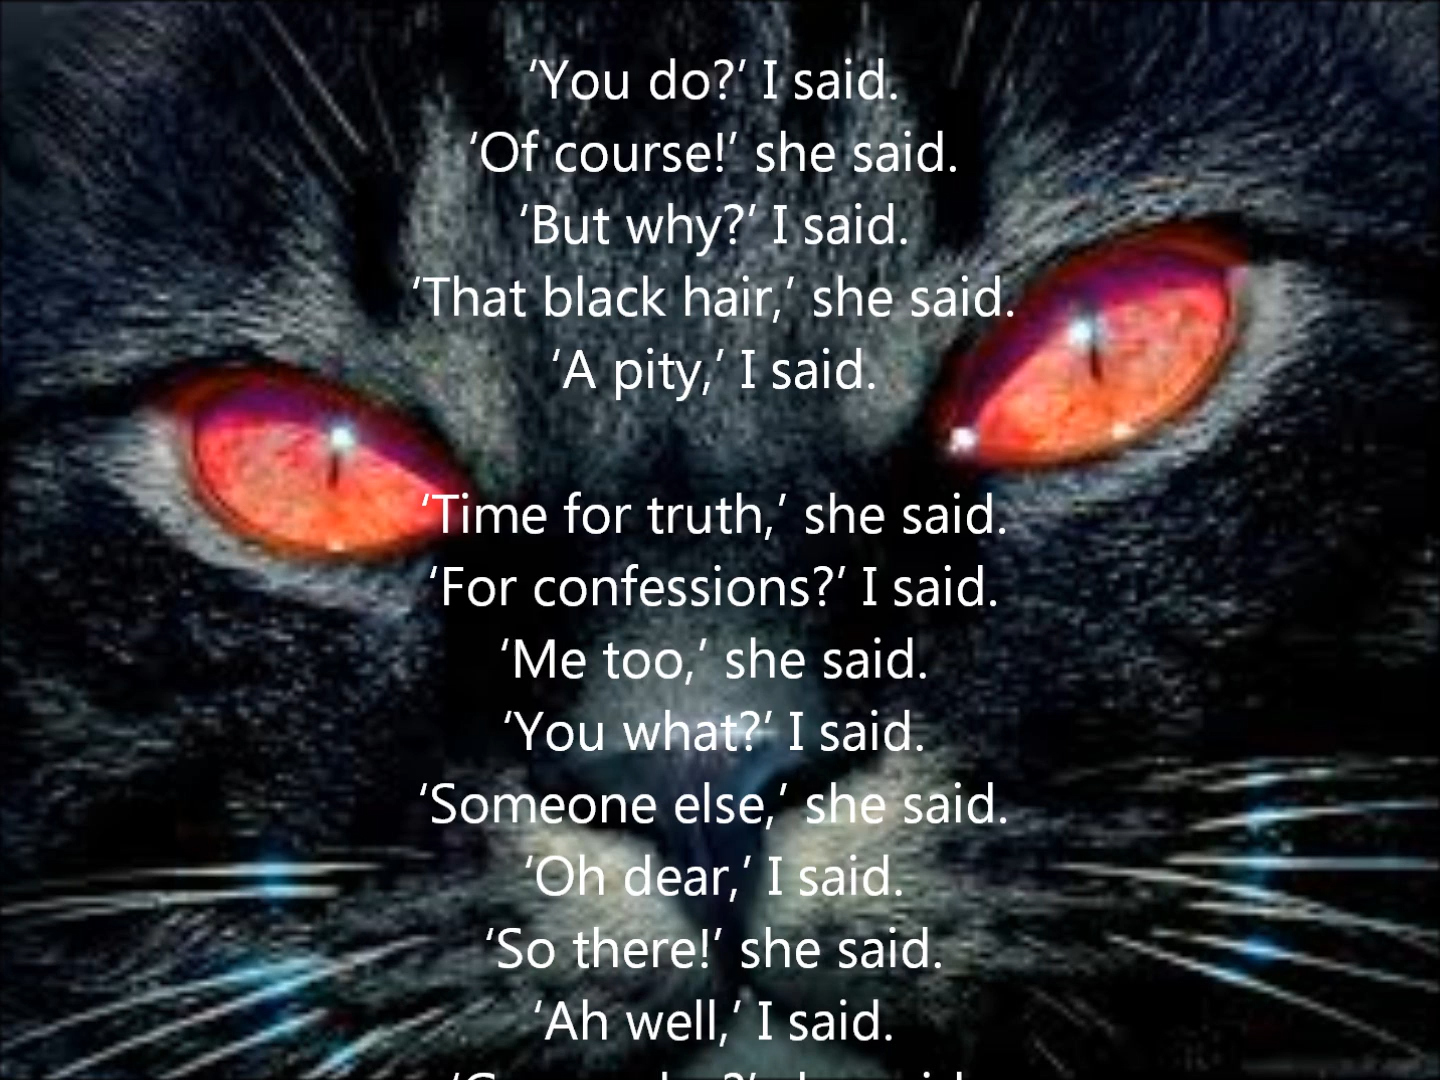 ‘You do?’ I said.
‘Of course!’ she said.
‘But why?’ I said.
‘That black hair,’ she said.
‘A pity,’ I said.
‘Time for truth,’ she said.
‘For confessions?’ I said.
‘Me too,’ she said.
‘You what?’ I said.
‘Someone else,’ she said.
‘Oh dear,’ I said.
‘So there!’ she said.
‘Ah well,’ I said.